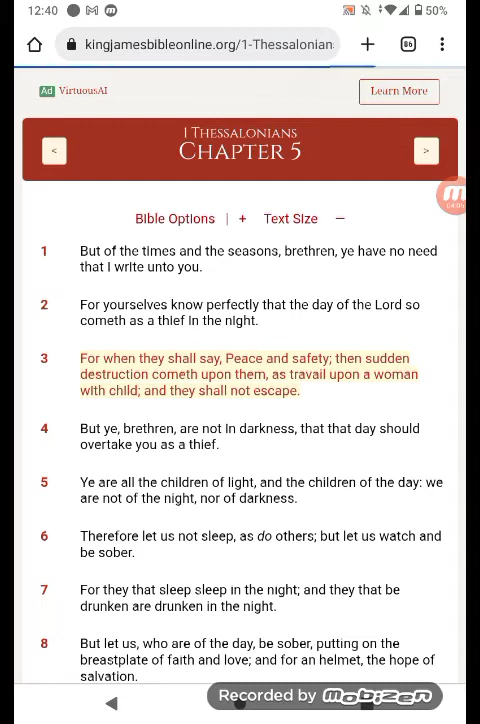 12:40
50%
kingjamesbibleonline.org/1-Thessalonian
86
Ad VirtuousAI
Learn More
1 Thessalonians
Chapter 5
<
>
04:05
Bible Options | + Text Size −
1 But of the times and the seasons, brethren, ye have no need
that I write unto you.
2 For yourselves know perfectly that the day of the Lord so
cometh as a thief in the night.
3 For when they shall say, Peace and safety; then sudden
destruction cometh upon them, as travail upon a woman
with child; and they shall not escape.
4 But ye, brethren, are not in darkness, that that day should
overtake you as a thief.
5 Ye are all the children of light, and the children of the day: we
are not of the night, nor of darkness.
6 Therefore let us not sleep, as do others; but let us watch and
be sober.
7 For they that sleep sleep in the night; and they that be
drunken are drunken in the night.
8 But let us, who are of the day, be sober, putting on the
breastplate of faith and love; and for an helmet, the hope of
salvation.
Recorded by mobizen